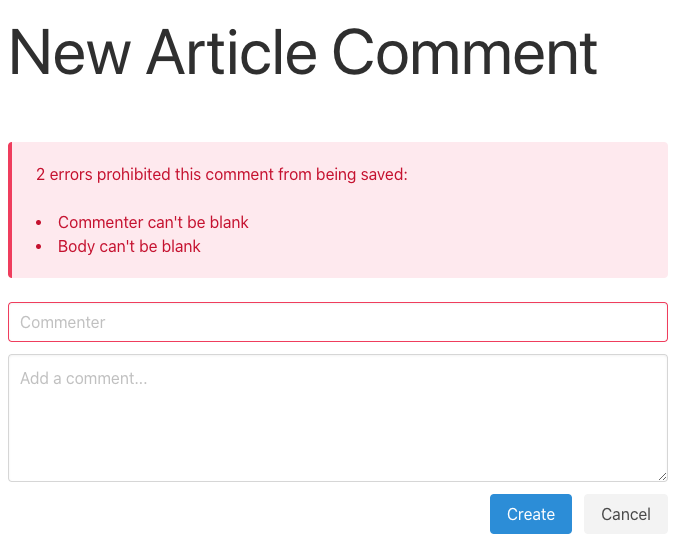 New Article Comment
2 errors prohibited this comment from being saved:
Commenter can't be blank
Body can't be blank
Commenter
Add a comment...
Create
Cancel